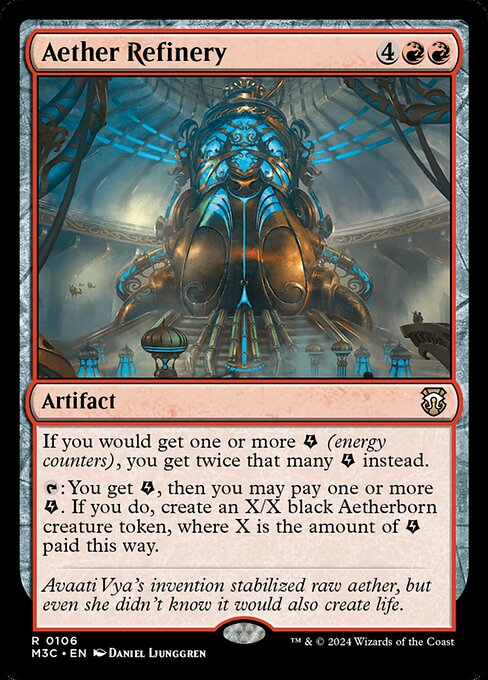 Aether Refinery 4
Artifact
If you would get one or more (energy
counters), you get twice that many instead.
:You get , then you may pay one or more
. If you do, create an X/X black Aetherborn
creature token, where X is the amount of
paid this way.
Avaati Vya's invention stabilized raw aether, but
even she didn't know it would also create life.
R 0106
M3C • EN Daniel Ljunggren
™ & © 2024 Wizards of the Coast